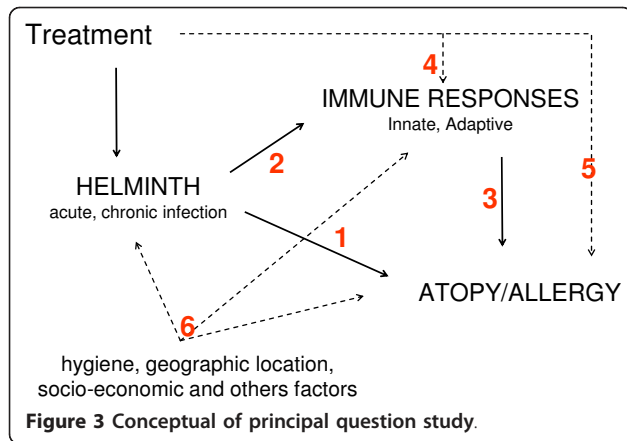 Treatment
4
IMMUNE RESPONSES
Innate, Adaptive
2
5
HELMINTH
acute, chronic infection
3
1
ATOPY/ALLERGY
6
hygiene, geographic location,
socio-economic and others factors
Figure 3 Conceptual of principal question study.